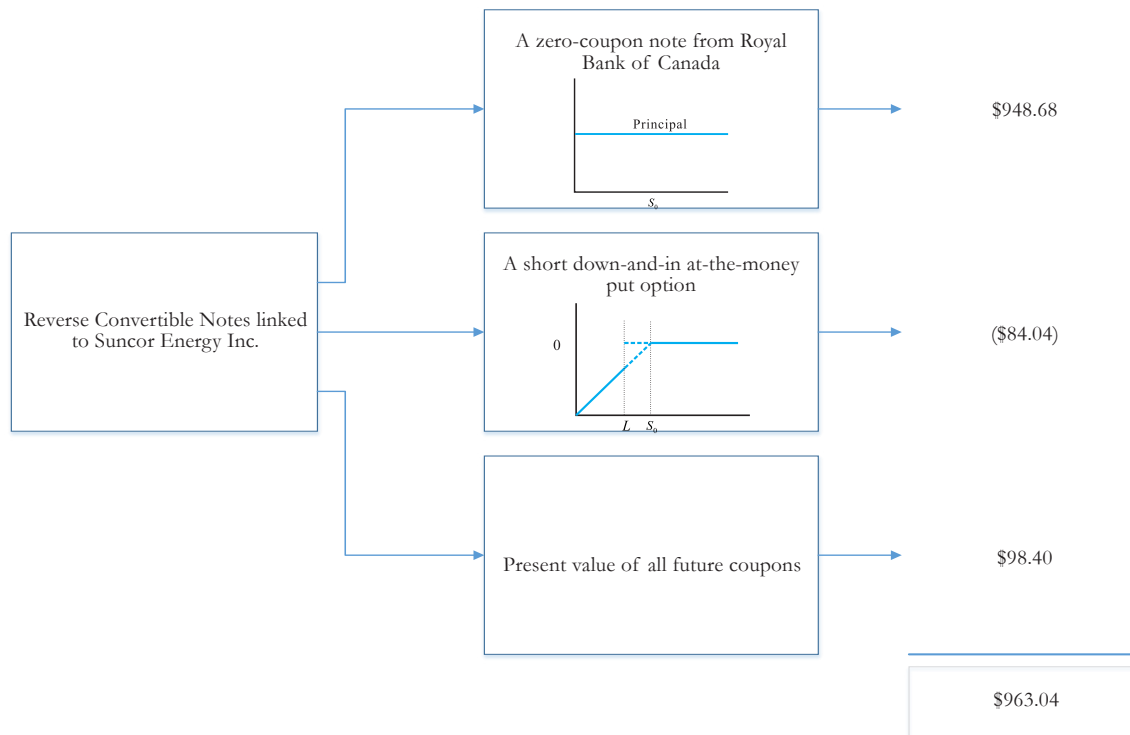 A zero-coupon note from Royal
Bank of Canada
Principal
S₀
$948.68
Reverse Convertible Notes linked
to Suncor Energy Inc.
A short down-and-in at-the-money
put option
0
L S₀
($84.04)
Present value of all future coupons
$98.40
$963.04